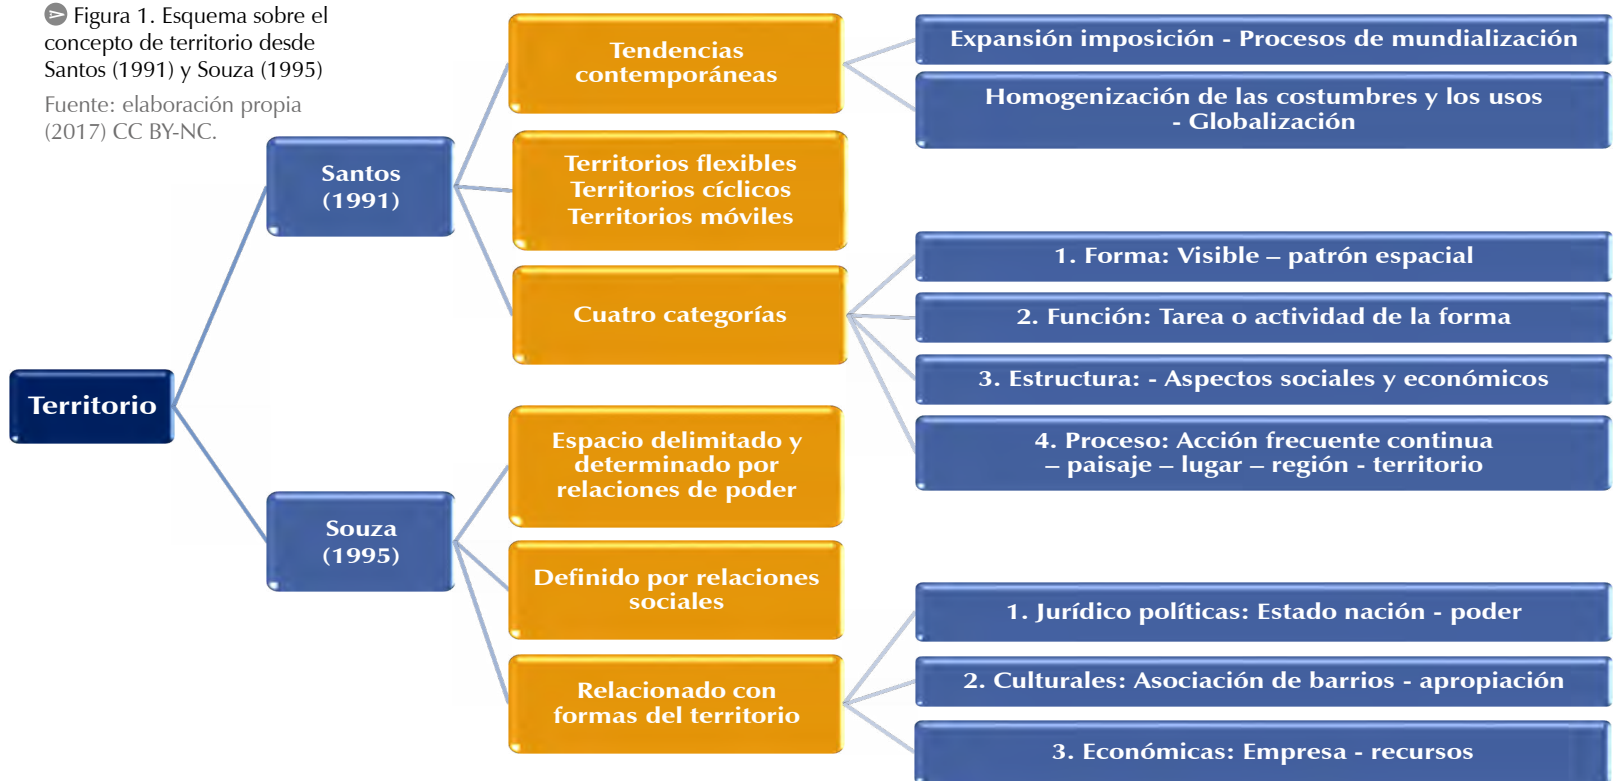 Figura 1. Esquema sobre el
concepto de territorio desde
Santos (1991) y Souza (1995)
Fuente: elaboración propia
(2017) CC BY-NC.
Territorio
Santos
(1991)
Tendencias
contemporáneas
Expansión imposición - Procesos de mundialización
Homogenización de las costumbres y los usos
- Globalización
Territorios flexibles
Territorios cíclicos
Territorios móviles
Cuatro categorías
1. Forma: Visible – patrón espacial
2. Función: Tarea o actividad de la forma
3. Estructura: - Aspectos sociales y económicos
4. Proceso: Acción frecuente continua
– paisaje – lugar – región - territorio
Souza
(1995)
Espacio delimitado y
determinado por
relaciones de poder
Definido por relaciones
sociales
Relacionado con
formas del territorio
1. Jurídico políticas: Estado nación - poder
2. Culturales: Asociación de barrios - apropiación
3. Económicas: Empresa - recursos